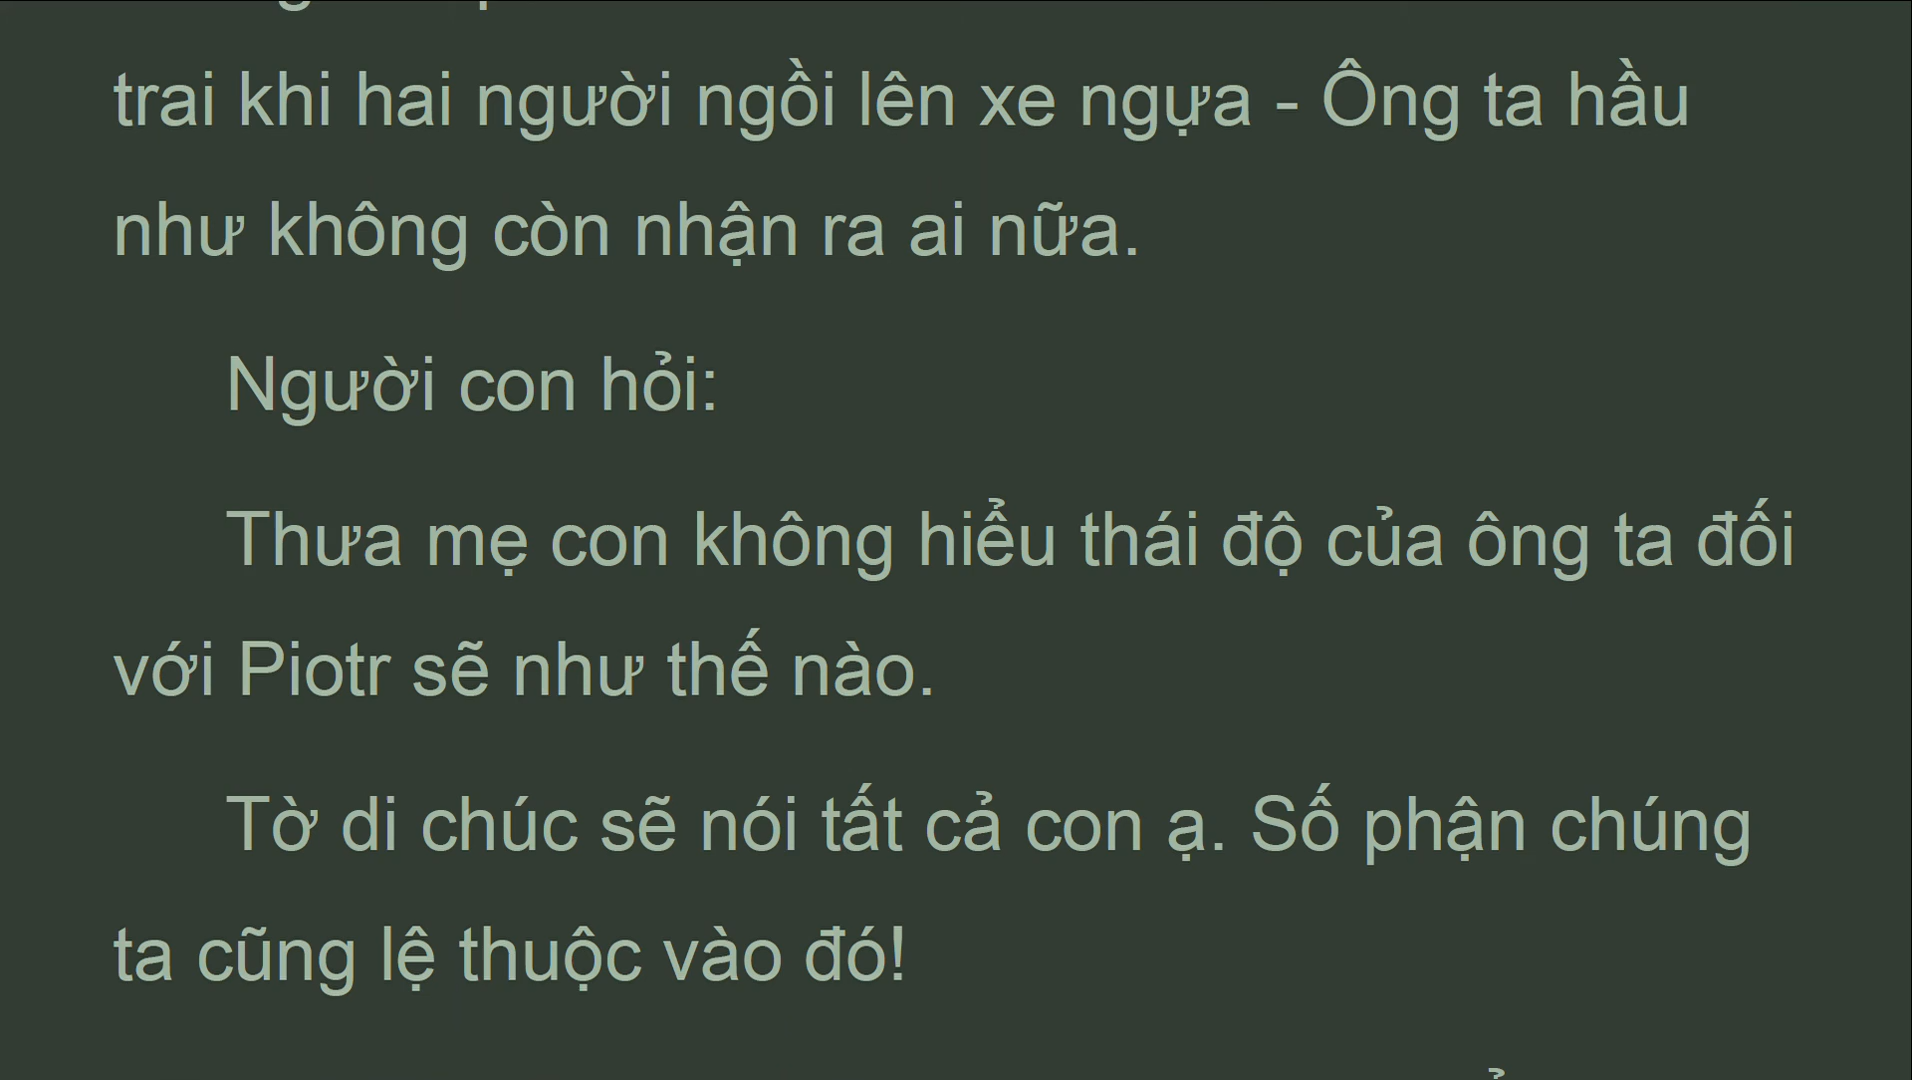 trai khi hai người ngồi lên xe ngựa - Ông ta hầu
như không còn nhận ra ai nữa.
Người con hỏi:
Thưa mẹ con không hiểu thái độ của ông ta đối
với Piotr sẽ như thế nào.
Tờ di chúc sẽ nói tất cả con ạ. Số phận chúng
ta cũng lệ thuộc vào đó!